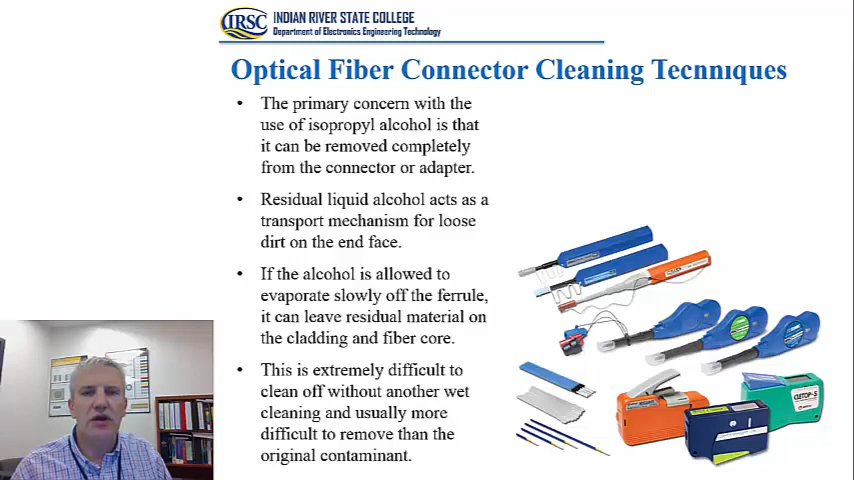 IRSC
INDIAN RIVER STATE COLLEGE
Department of Electronics Engineering Technology
Optical Fiber Connector Cleaning Tecnnıques
• The primary concern with the
use of isopropyl alcohol is that
it can be removed completely
from the connector or adapter.
• Residual liquid alcohol acts as a
transport mechanism for loose
dirt on the end face.
• If the alcohol is allowed to
evaporate slowly off the ferrule,
it can leave residual material on
the cladding and fiber core.
• This is extremely difficult to
clean off without another wet
cleaning and usually more
difficult to remove than the
original contaminant.
CLETOP-S